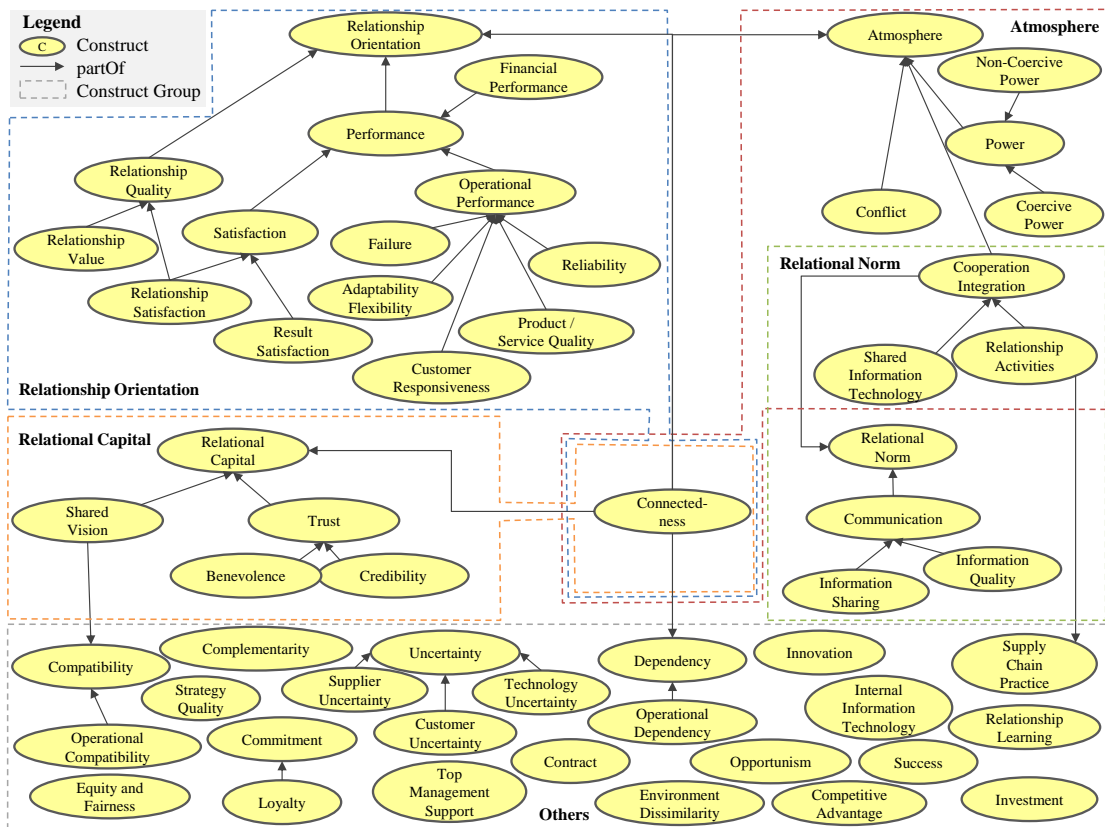 Legend
C
Construct
partOf
Construct Group
Relationship
Orientation
Financial
Performance
Performance
Relationship
Quality
Operational
Performance
Relationship
Value
Satisfaction
Failure
Reliability
Relationship
Satisfaction
Adaptability
Flexibility
Result
Satisfaction
Product /
Service Quality
Customer
Responsiveness
Relationship Orientation
Atmosphere
Atmosphere
Non-Coercive
Power
Power
Conflict
Coercive
Power
Relational Norm
Cooperation
Integration
Shared
Information
Technology
Relationship
Activities
Relational
Norm
Communication
Information
Quality
Information
Sharing
Relational Capital
Relational
Capital
Shared
Vision
Trust
Benevolence
Credibility
Connected-
ness
Compatibility
Complementarity
Uncertainty
Dependency
Innovation
Supply
Chain
Practice
Strategy
Quality
Supplier
Uncertainty
Technology
Uncertainty
Internal
Information
Technology
Operational
Compatibility
Commitment
Customer
Uncertainty
Operational
Dependency
Relationship
Learning
Contract
Opportunism
Success
Equity and
Fairness
Loyalty
Top
Management
Support
Environment
Dissimilarity
Competitive
Advantage
Investment
Others